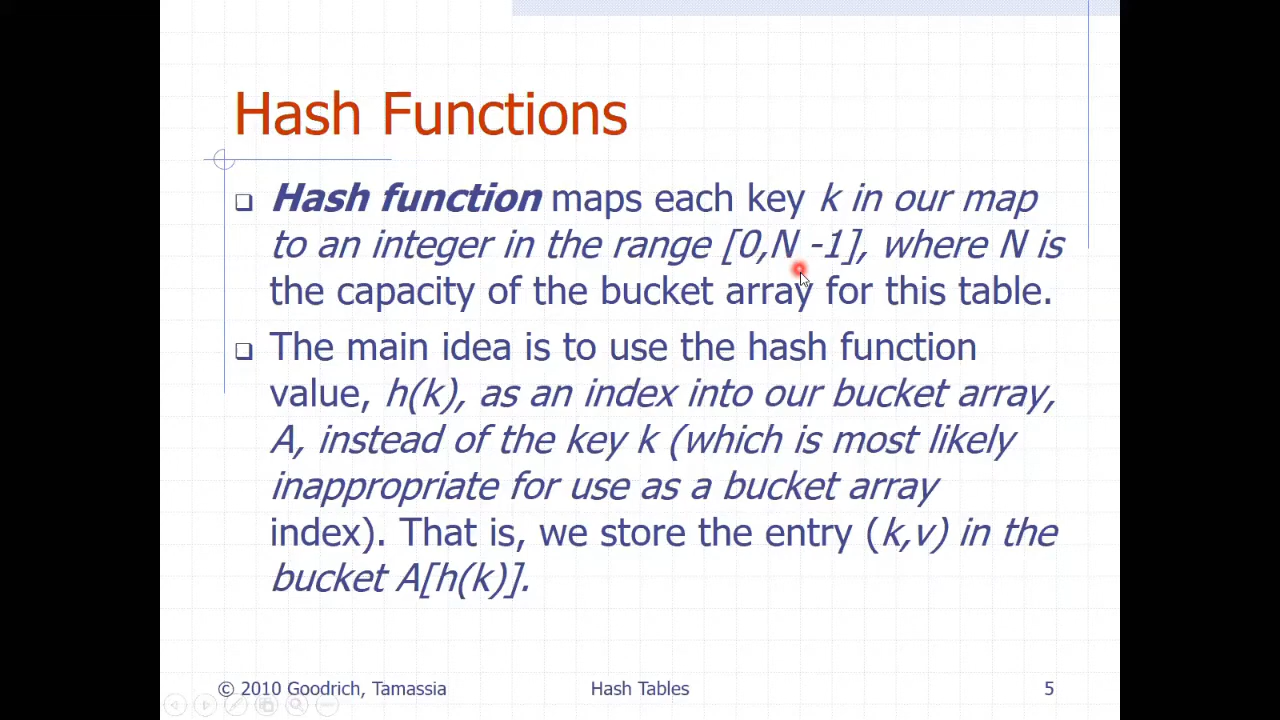 Hash Functions
Hash function maps each key k in our map
to an integer in the range [0,N -1], where N is
the capacity of the bucket array for this table.
The main idea is to use the hash function
value, h(k), as an index into our bucket array,
A, instead of the key k (which is most likely
inappropriate for use as a bucket array
index). That is, we store the entry (k,v) in the
bucket A[h(k)].
© 2010 Goodrich, Tamassia
Hash Tables
5